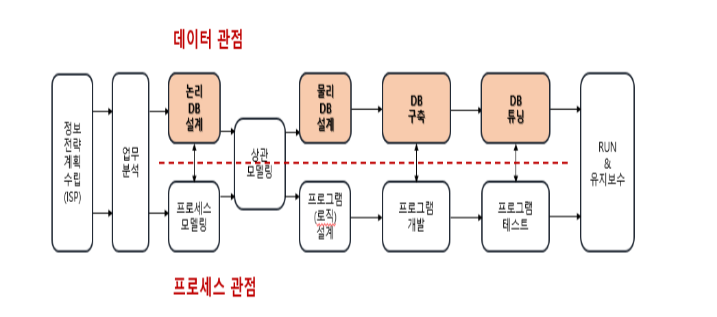 데이터 관점
정보
전략
계획
수립
(ISP)
업무
분석
논리
DB
설계
프로세스
모델링
상관
모델링
물리
DB
설계
프로그램
(로직)
설계
DB
구축
프로그램
개발
DB
튜닝
프로그램
테스트
RUN
&
유지보수
프로세스 관점